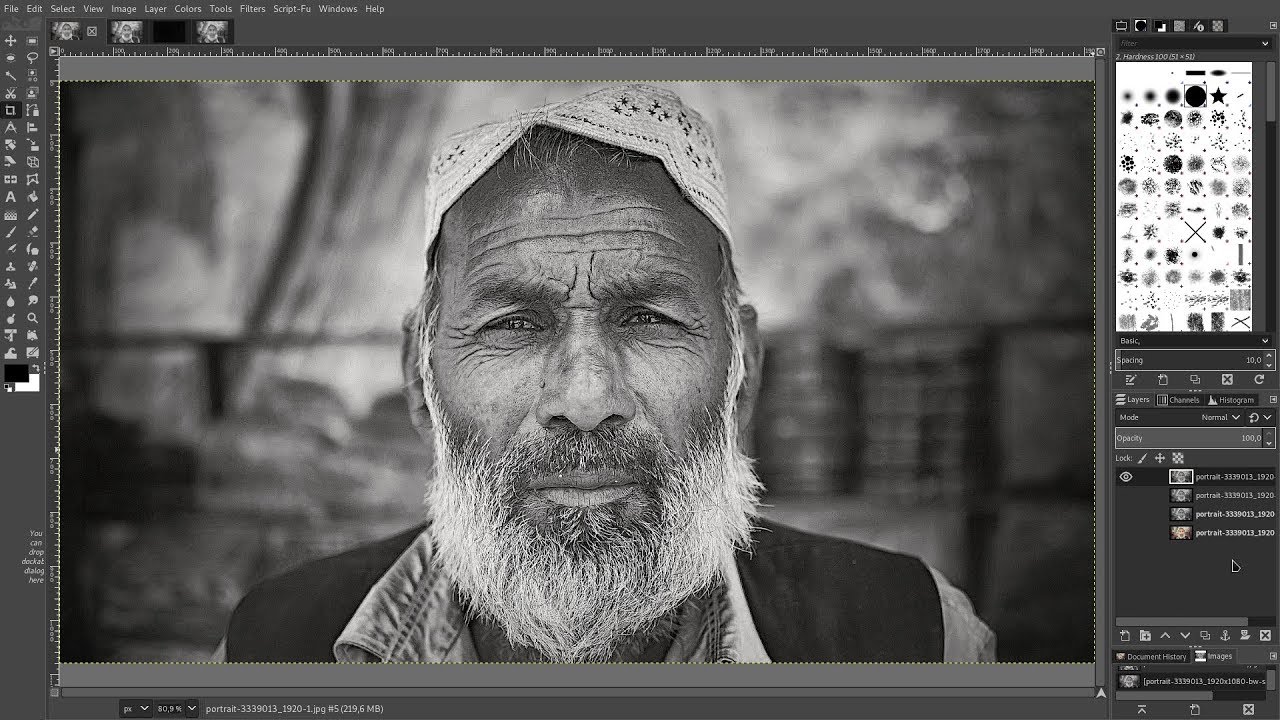 File Edit Select View Image Layer Colors Tools Filters Script-Fu Windows Help
filter
2. Hardness 100 (51 × 51)
Basic,
Spacing 10,0
Layers Channels Histogram
Mode Normal
Opacity 100,0
Lock:
portrait-3339013_1920
portrait-3339013_1920
portrait-3339013_1920
portrait-3339013_1920
You
can
drop
dockab
dialog
here
Document History Images
[portrait-3339013_1920x1080-bw-s
px 80,9 % portrait-3339013_1920-1.jpg #5 (219,6 MB)